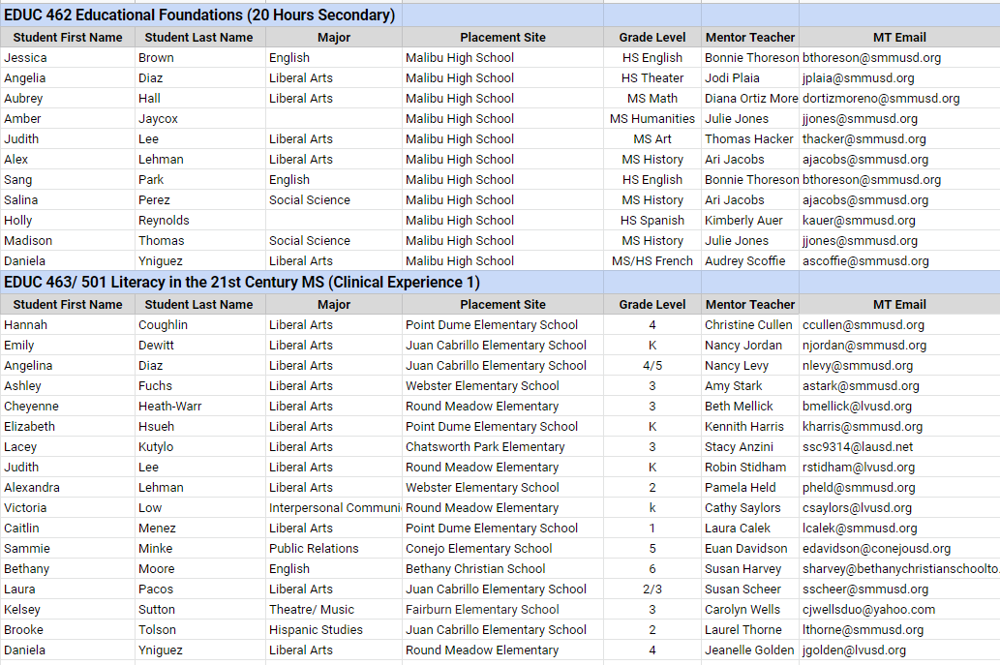 EDUC 462 Educational Foundations (20 Hours Secondary)
Student First Name Student Last Name Major Placement Site Grade Level Mentor Teacher MT Email
Jessica Brown English Malibu High School HS English Bonnie Thoreson bthoreson@smmusd.org
Angelia Diaz Liberal Arts Malibu High School HS Theater Jodi Plaia jplaia@smmusd.org
Aubrey Hall Liberal Arts Malibu High School MS Math Diana Ortiz More dortizmoreno@smmusd.org
Amber Jaycox Malibu High School MS Humanities Julie Jones jjones@smmusd.org
Judith Lee Liberal Arts Malibu High School MS Art Thomas Hacker thacker@smmusd.org
Alex Lehman Liberal Arts Malibu High School MS History Ari Jacobs ajacobs@smmusd.org
Sang Park English Malibu High School HS English Bonnie Thoreson bthoreson@smmusd.org
Salina Perez Social Science Malibu High School MS History Ari Jacobs ajacobs@smmusd.org
Holly Reynolds Malibu High School HS Spanish Kimberly Auer kauer@smmusd.org
Madison Thomas Social Science Malibu High School MS History Julie Jones jjones@smmusd.org
Daniela Yniguez Liberal Arts Malibu High School MS/HS French Audrey Scoffie ascoffie@smmusd.org
EDUC 463/ 501 Literacy in the 21st Century MS (Clinical Experience 1)
Student First Name Student Last Name Major Placement Site Grade Level Mentor Teacher MT Email
Hannah Coughlin Liberal Arts Point Dume Elementary School 4 Christine Cullen ccullen@smmusd.org
Emily Dewitt Liberal Arts Juan Cabrillo Elementary School K Nancy Jordan njordan@smmusd.org
Angelina Diaz Liberal Arts Juan Cabrillo Elementary School 4/5 Nancy Levy nlevy@smmusd.org
Ashley Fuchs Liberal Arts Webster Elementary School 3 Amy Stark astark@smmusd.org
Cheyenne Heath-Warr Liberal Arts Round Meadow Elementary 3 Beth Mellick bmellick@lvusd.org
Elizabeth Hsueh Liberal Arts Point Dume Elementary School K Kennith Harris kharris@smmusd.org
Lacey Kutylo Liberal Arts Chatsworth Park Elementary 3 Stacy Anzini ssc9314@lausd.net
Judith Lee Liberal Arts Round Meadow Elementary K Robin Stidham rstidham@lvusd.org
Alexandra Lehman Liberal Arts Webster Elementary School 2 Pamela Held pheld@smmusd.org
Victoria Low Interpersonal Communi Round Meadow Elementary k Cathy Saylors csaylors@lvusd.org
Caitlin Menez Liberal Arts Point Dume Elementary School 1 Laura Calek lcalek@smmusd.org
Sammie Minke Public Relations Conejo Elementary School 5 Euan Davidson edavidson@conejousd.org
Bethany Moore English Bethany Christian School 6 Susan Harvey sharvey@bethanychristianschoolto.
Laura Pacos Liberal Arts Juan Cabrillo Elementary School 2/3 Susan Scheer sscheer@smmusd.org
Kelsey Sutton Theatre/ Music Fairburn Elementary School 3 Carolyn Wells cjwellsduo@yahoo.com
Brooke Tolson Hispanic Studies Juan Cabrillo Elementary School 2 Laurel Thorne lthorne@smmusd.org
Daniela Yniguez Liberal Arts Round Meadow Elementary 4 Jeanelle Golden jgolden@lvusd.org